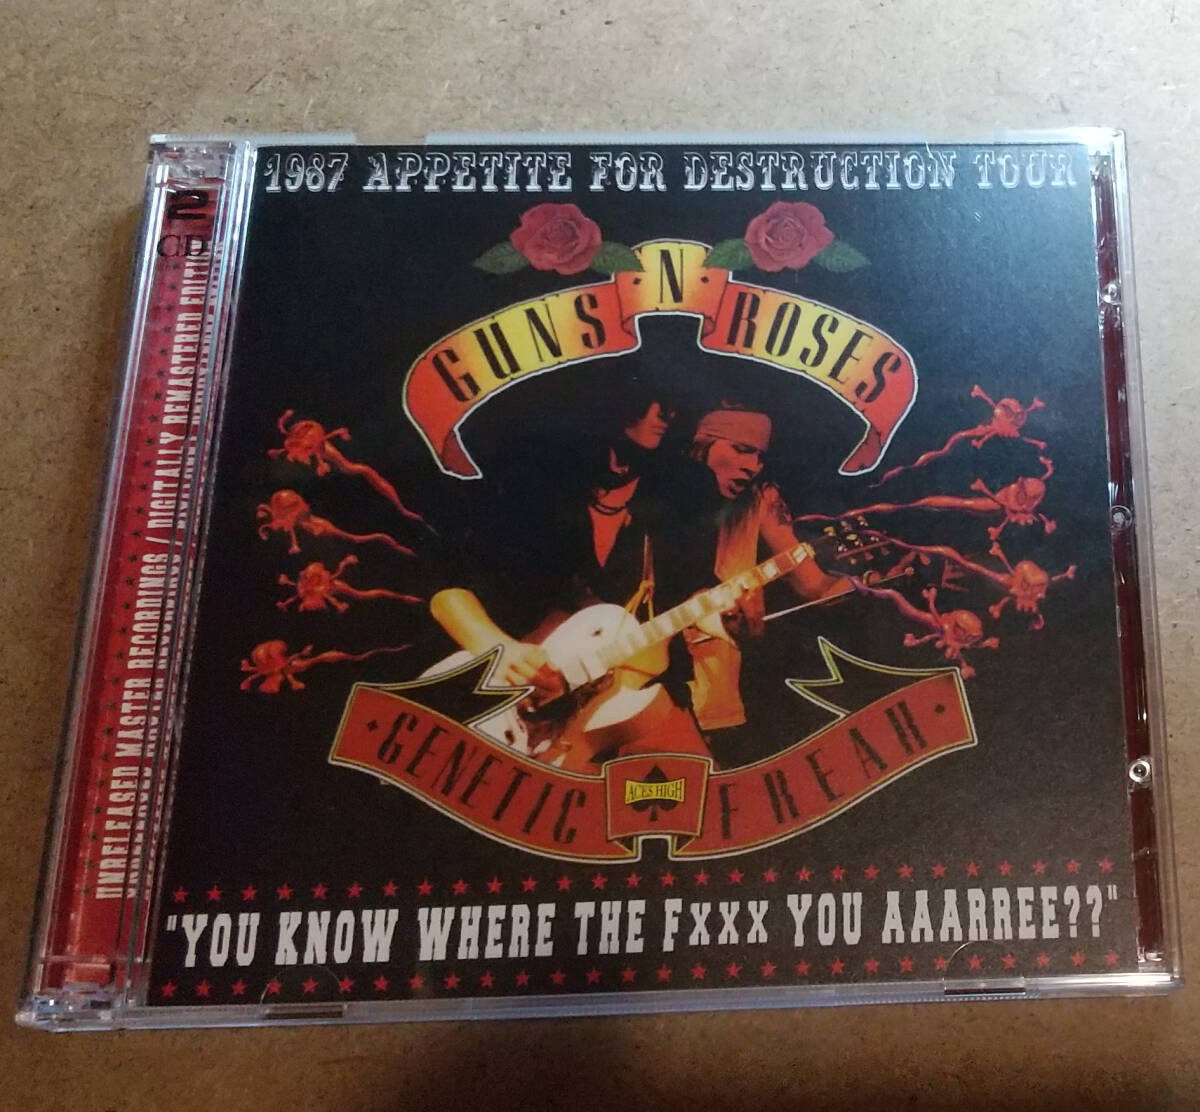 1987 APPETITE FOR DESTRUCTION TOUR
GUNS N ROSES
GENETIC FREAK
ACES HIGH
"YOU KNOW WHERE THE Fxxx YOU AAARREE??"
2
CD
UNRELEASED MASTER RECORDINGS / DIGITALLY REMASTERED EDITION